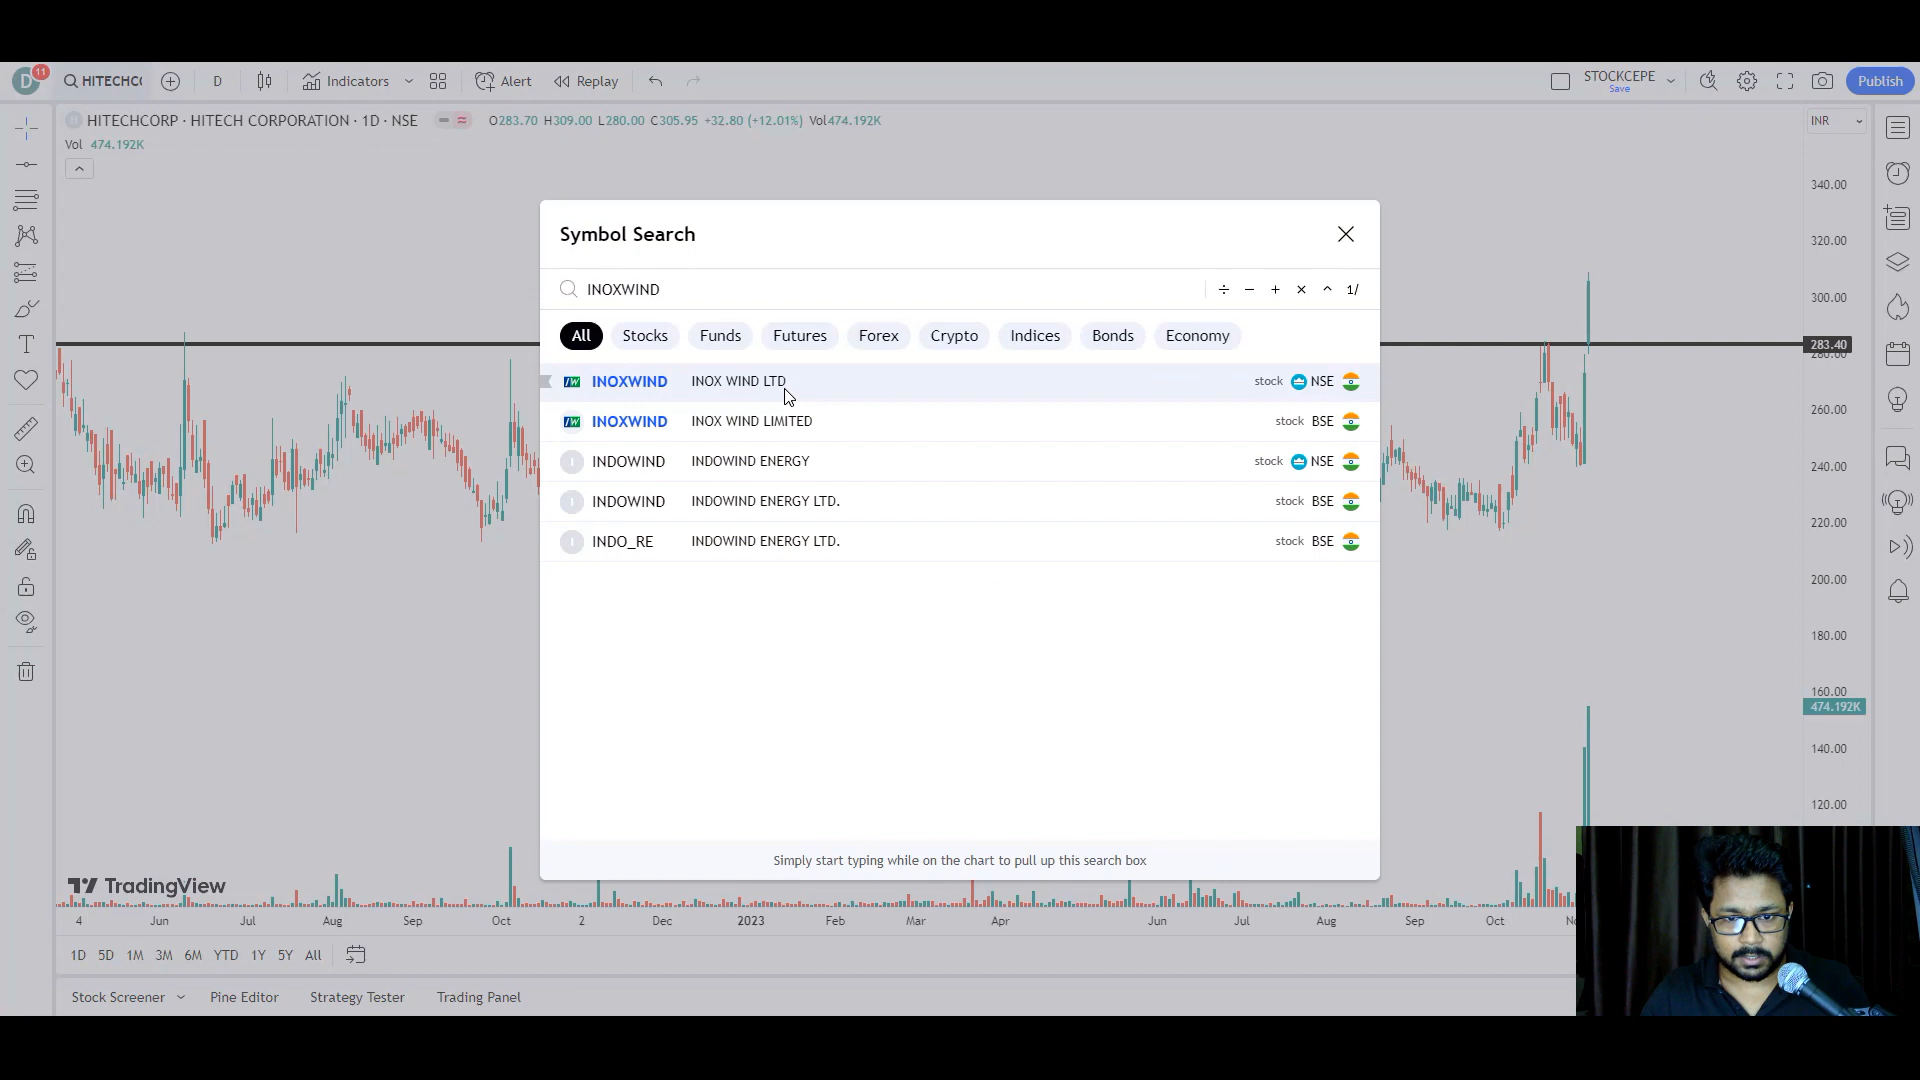 D 11 HITECHC D Indicators Alert Replay STOCKCEPE Save Publish
HITECHCORP · HITECH CORPORATION · 1D · NSE O283.70 H309.00 L280.00 C305.95 +32.80 (+12.01%) Vol474.192K INR
Vol 474.192K
Symbol Search
INOXWIND ÷ − + × ^ 1/
All Stocks Funds Futures Forex Crypto Indices Bonds Economy
INOXWIND INOX WIND LTD stock NSE
INOXWIND INOX WIND LIMITED stock BSE
I INDOWIND INDOWIND ENERGY stock NSE
I INDOWIND INDOWIND ENERGY LTD. stock BSE
I INDO_RE INDOWIND ENERGY LTD. stock BSE
Simply start typing while on the chart to pull up this search box
340.00
320.00
300.00
283.40
280.00
260.00
240.00
220.00
200.00
180.00
160.00
474.192K
140.00
120.00
TradingView
4 Jun Jul Aug Sep Oct 2 Dec 2023 Feb Mar Apr Jun Jul Aug Sep Oct
1D 5D 1M 3M 6M YTD 1Y 5Y All
Stock Screener Pine Editor Strategy Tester Trading Panel